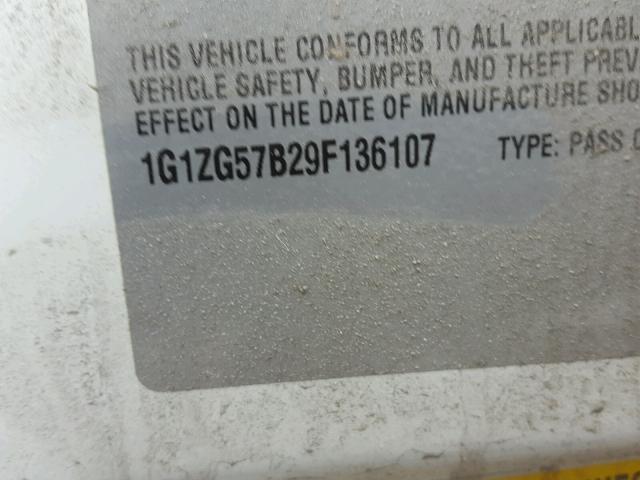 THIS VEHICLE CONFORMS TO ALL APPLICABL
VEHICLE SAFETY, BUMPER, AND THEFT PREV
EFFECT ON THE DATE OF MANUFACTURE SHO
1G1ZG57B29F136107 TYPE: PASS